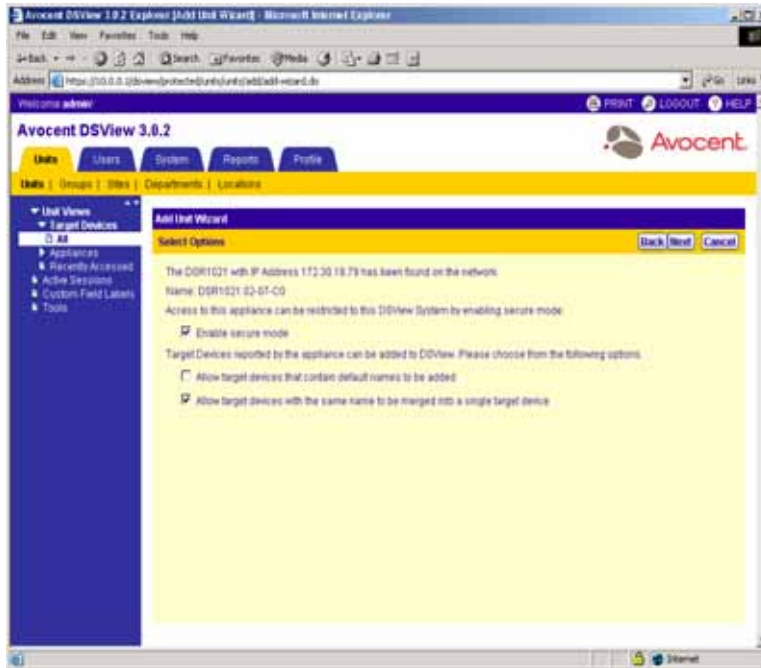 Avocent DSView 3.0.2 Explorer [Add Unit Wizard] - Microsoft Internet Explorer
File Edit View Favorites Tools Help
Back Search Favorites Media
Address Go Links
Welcome admin PRINT LOGOUT HELP
Avocent DSView 3.0.2
Avocent.
Units Users System Reports Profile
Units | Groups | Sites | Departments | Locations
Unit Views
Target Devices
All
Appliances
Recently Accessed
Active Sessions
Custom Field Labels
Tools
Add Unit Wizard
Select Options Back Next Cancel
The DSR1021 with IP Address 172.30.19.79 has been found on the network.
Name: DSR1021 02-07-C0
Access to this appliance can be restricted to this DSView System by enabling secure mode:
Enable secure mode
Target Devices reported by the appliance can be added to DSView. Please choose from the following options.
Allow target devices that contain default names to be added
Allow target devices with the same name to be merged into a single target device
Internet